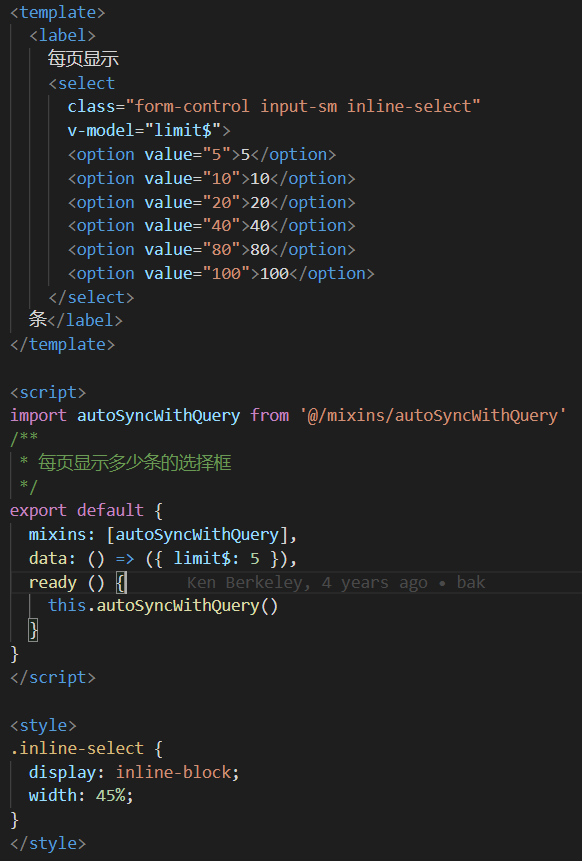 <template>
  <label>
    每页显示
    <select
      class="form-control input-sm inline-select"
      v-model="limit$">
      <option value="5">5</option>
      <option value="10">10</option>
      <option value="20">20</option>
      <option value="40">40</option>
      <option value="80">80</option>
      <option value="100">100</option>
    </select>
  条</label>
</template>

<script>
import autoSyncWithQuery from '@/mixins/autoSyncWithQuery'
/**
 * 每页显示多少条的选择框
 */
export default {
  mixins: [autoSyncWithQuery],
  data: () => ({ limit$: 5 }),
  ready () {      Ken Berkeley, 4 years ago • bak
    this.autoSyncWithQuery()
  }
}
</script>

<style>
.inline-select {
  display: inline-block;
  width: 45%;
}
</style>